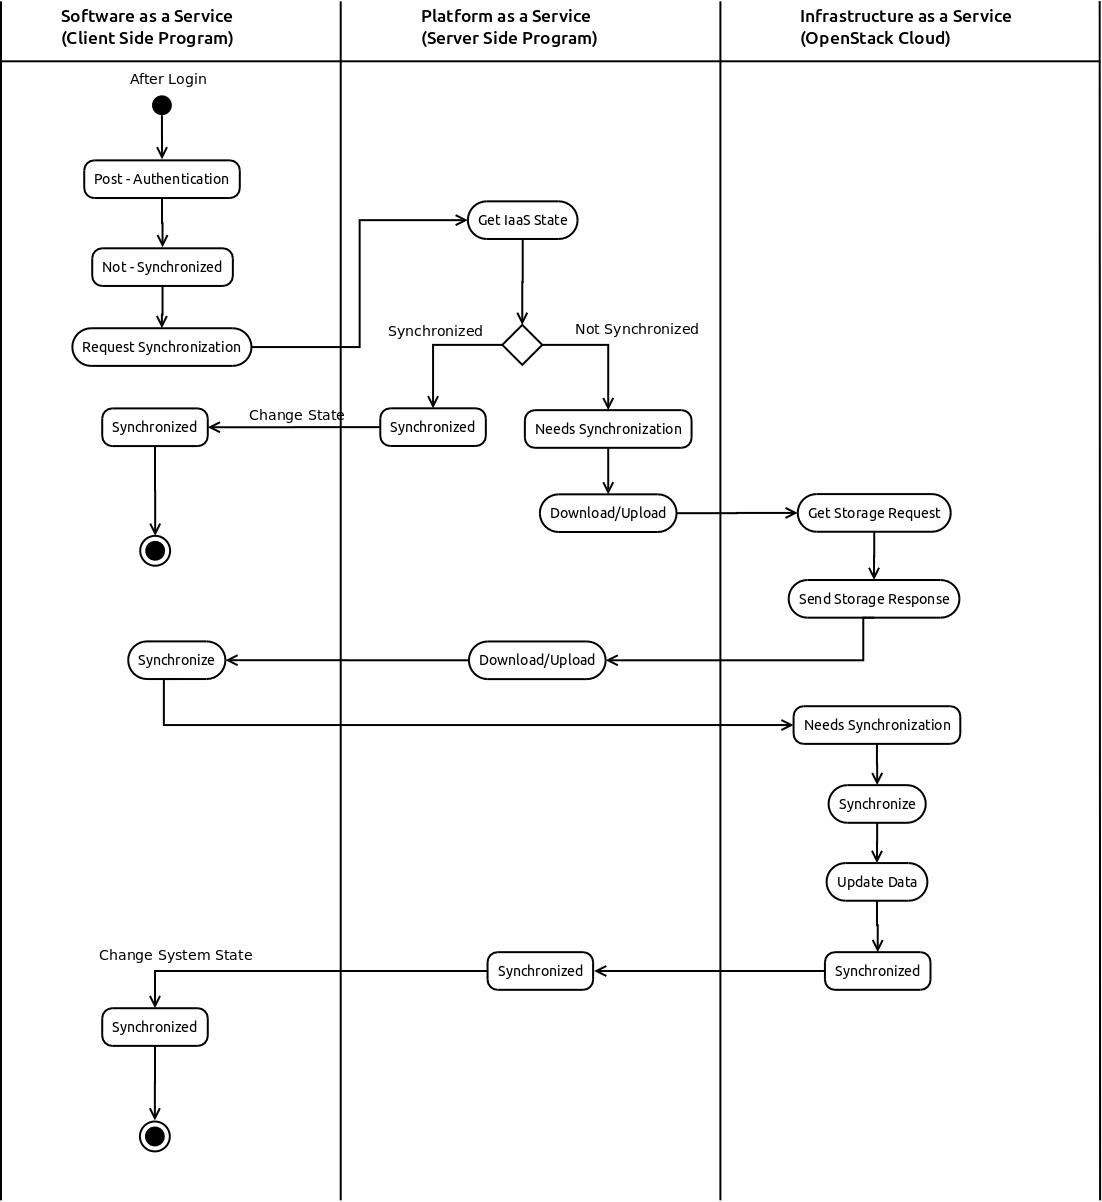 Software as a Service
(Client Side Program)
Platform as a Service
(Server Side Program)
Infrastructure as a Service
(OpenStack Cloud)
After Login
Post - Authentication
Get IaaS State
Not - Synchronized
Synchronized
Not Synchronized
Request Synchronization
Synchronized
Change State
Synchronized
Needs Synchronization
Download/Upload
Get Storage Request
Send Storage Response
Synchronize
Download/Upload
Needs Synchronization
Synchronize
Update Data
Change System State
Synchronized
Synchronized
Synchronized